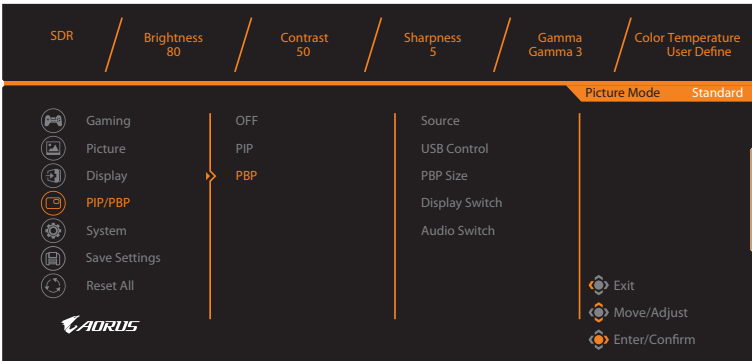 SDR
Brightness
80
Contrast
50
Sharpness
5
Gamma
Gamma 3
Color Temperature
User Define
Picture Mode Standard
Gaming
Picture
Display
PIP/PBP
System
Save Settings
Reset All
OFF
PIP
PBP
Source
USB Control
PBP Size
Display Switch
Audio Switch
Exit
Move/Adjust
Enter/Confirm
AORUS